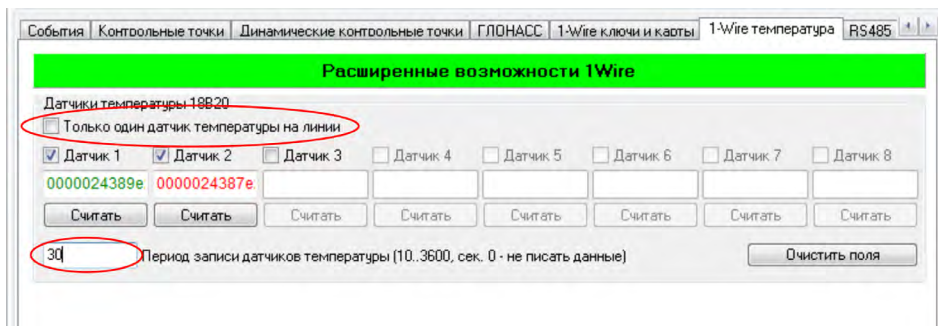 События Контрольные точки Динамические контрольные точки ГЛОНАСС 1-Wire ключи и карты 1-Wire температура RS485
Расширенные возможности 1Wire
Датчики температуры 18B20
Только один датчик температуры на линии
Датчик 1 Датчик 2 Датчик 3 Датчик 4 Датчик 5 Датчик 6 Датчик 7 Датчик 8
0000024389e 0000024387e
Считать Считать Считать Считать Считать Считать Считать Считать
30 Период записи датчиков температуры (10..3600, сек. 0 - не писать данные) Очистить поля